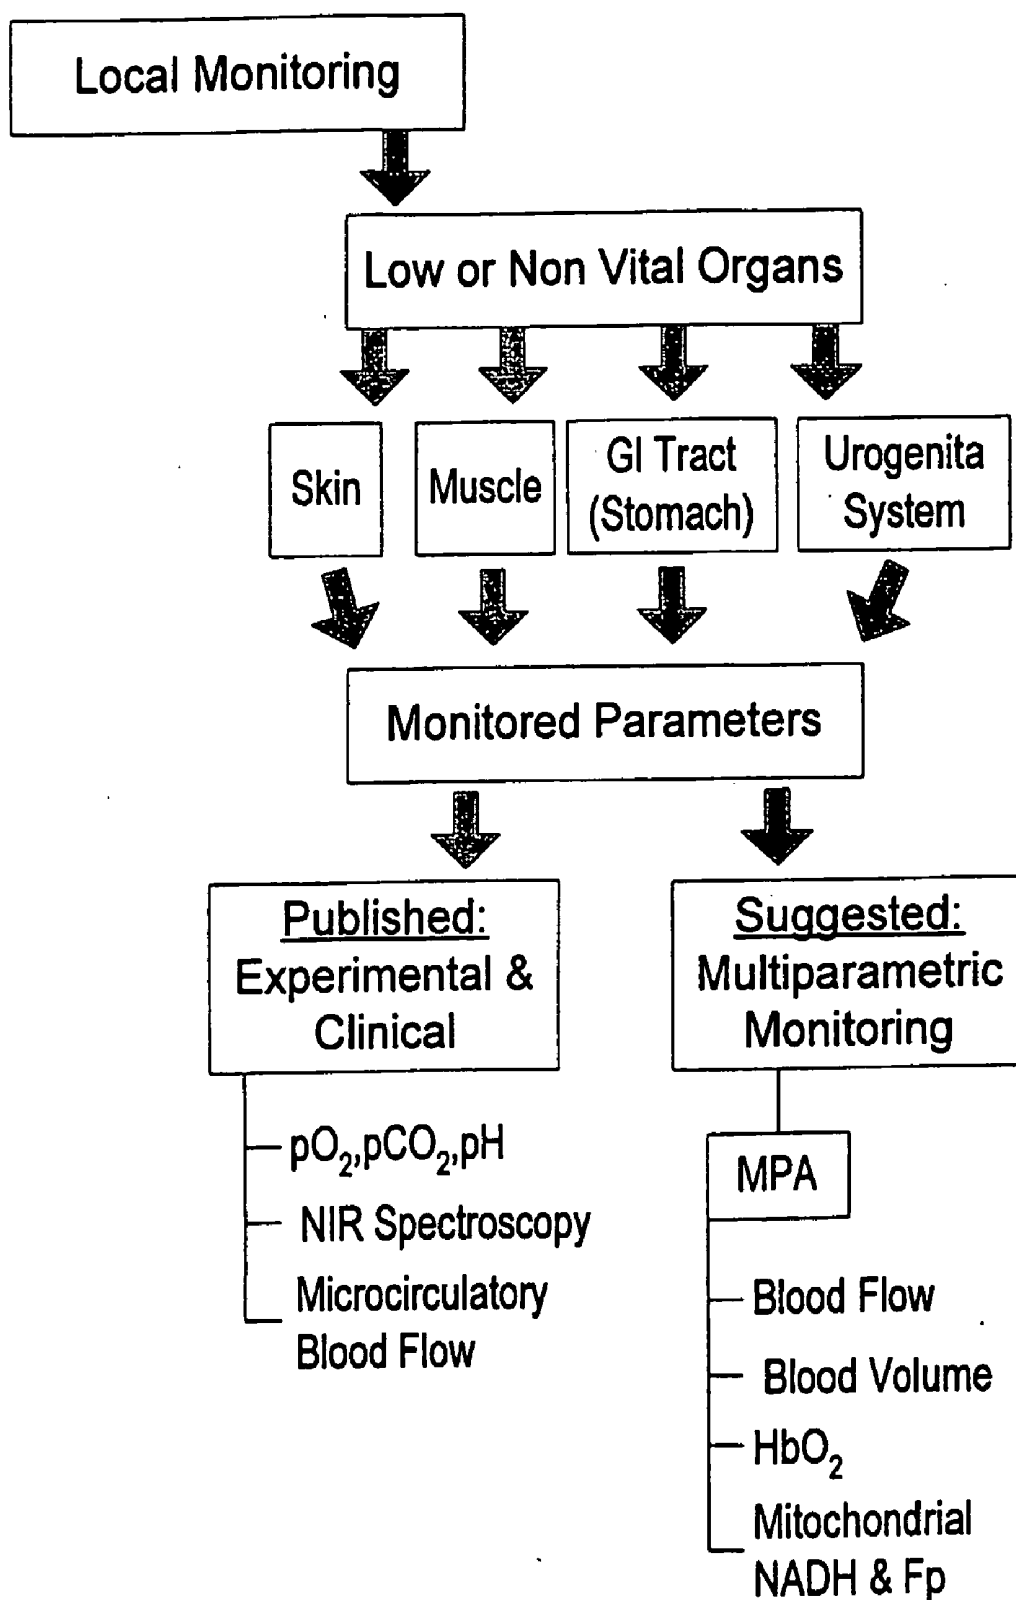 Local Monitoring
Low or Non Vital Organs
Skin
Muscle
GI Tract
(Stomach)
Urogenita
System
Monitored Parameters
Published:
Experimental &
Clinical
pO₂,pCO₂,pH
NIR Spectroscopy
Microcirculatory
Blood Flow
Suggested:
Multiparametric
Monitoring
MPA
Blood Flow
Blood Volume
HbO₂
Mitochondrial
NADH & Fp